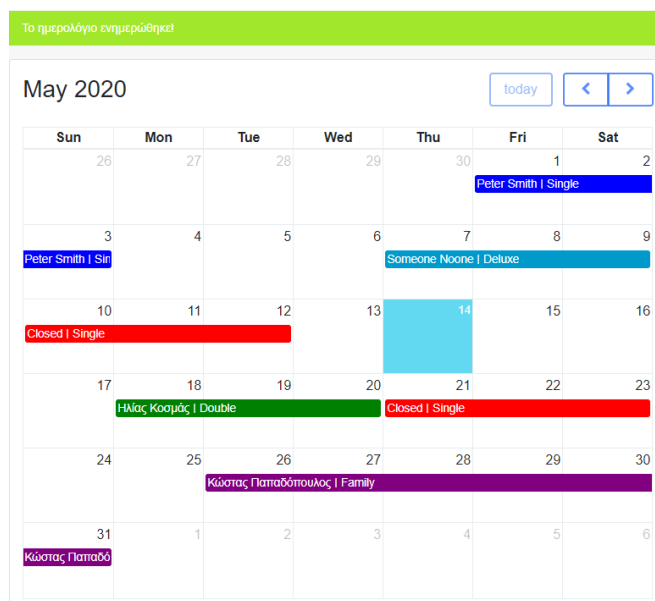 Το ημερολόγιο ενημερώθηκε!
May 2020
today
Sun Mon Tue Wed Thu Fri Sat
26 27 28 29 30 1 2
Peter Smith | Single
3 4 5 6 7 8 9
Peter Smith | Sin Someone Noone | Deluxe
10 11 12 13 14 15 16
Closed | Single
17 18 19 20 21 22 23
Ηλίας Κοσμάς | Double Closed | Single
24 25 26 27 28 29 30
Κώστας Παπαδόπουλος | Family
31 1 2 3 4 5 6
Κώστας Παπαδό